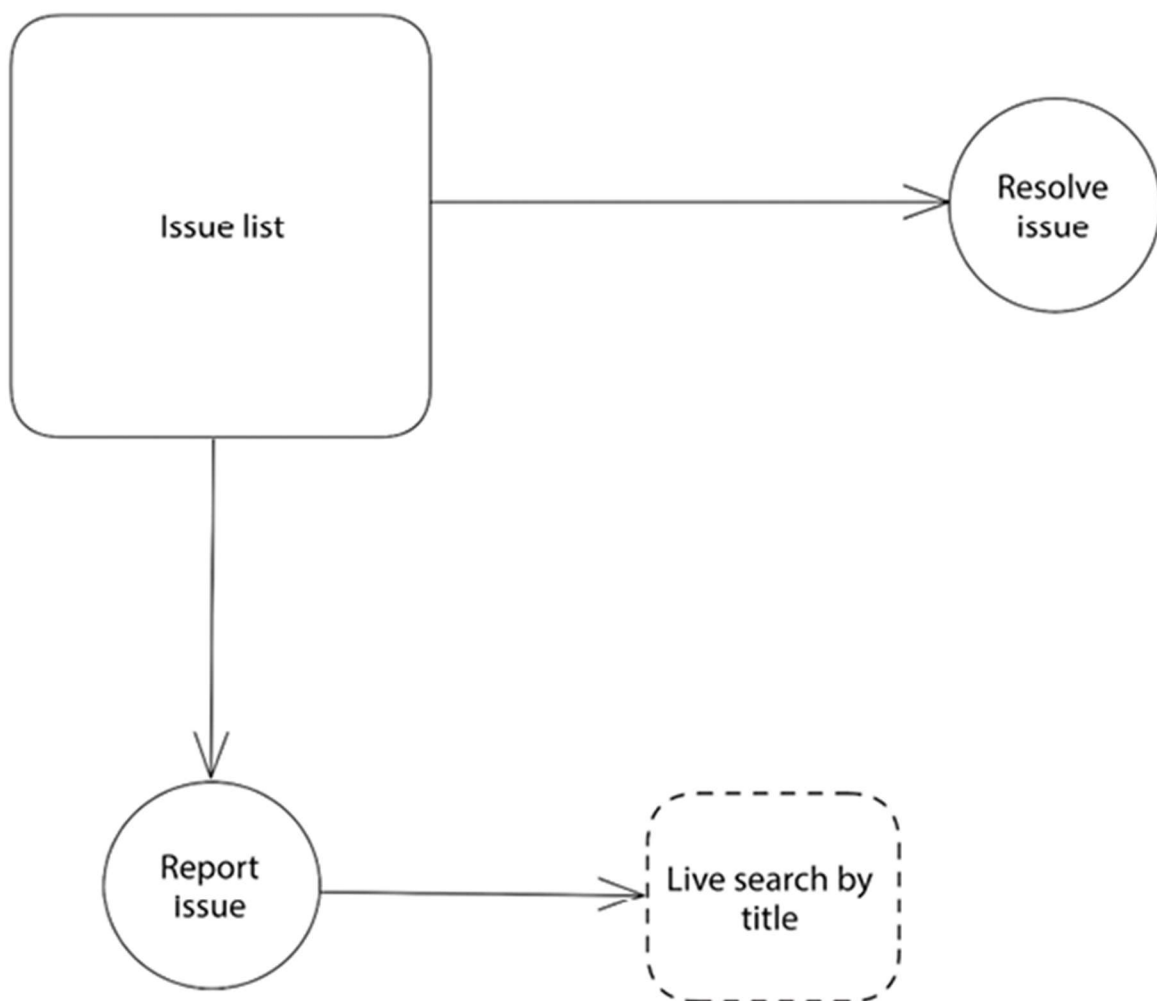 Issue list
Resolve
issue
Report
issue
Live search by
title